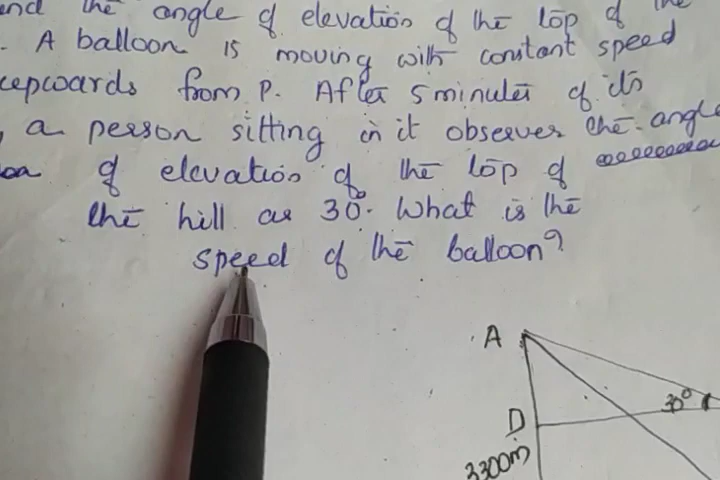 and the angle of elevation of the top of the
. A balloon is moving with constant speed
upwards from P. After 5 minutes of its
, a person sitting in it observes the angle
of elevation of the top of
the hill as 30°. What is the
speed of the balloon?
A
30°
D
3300m